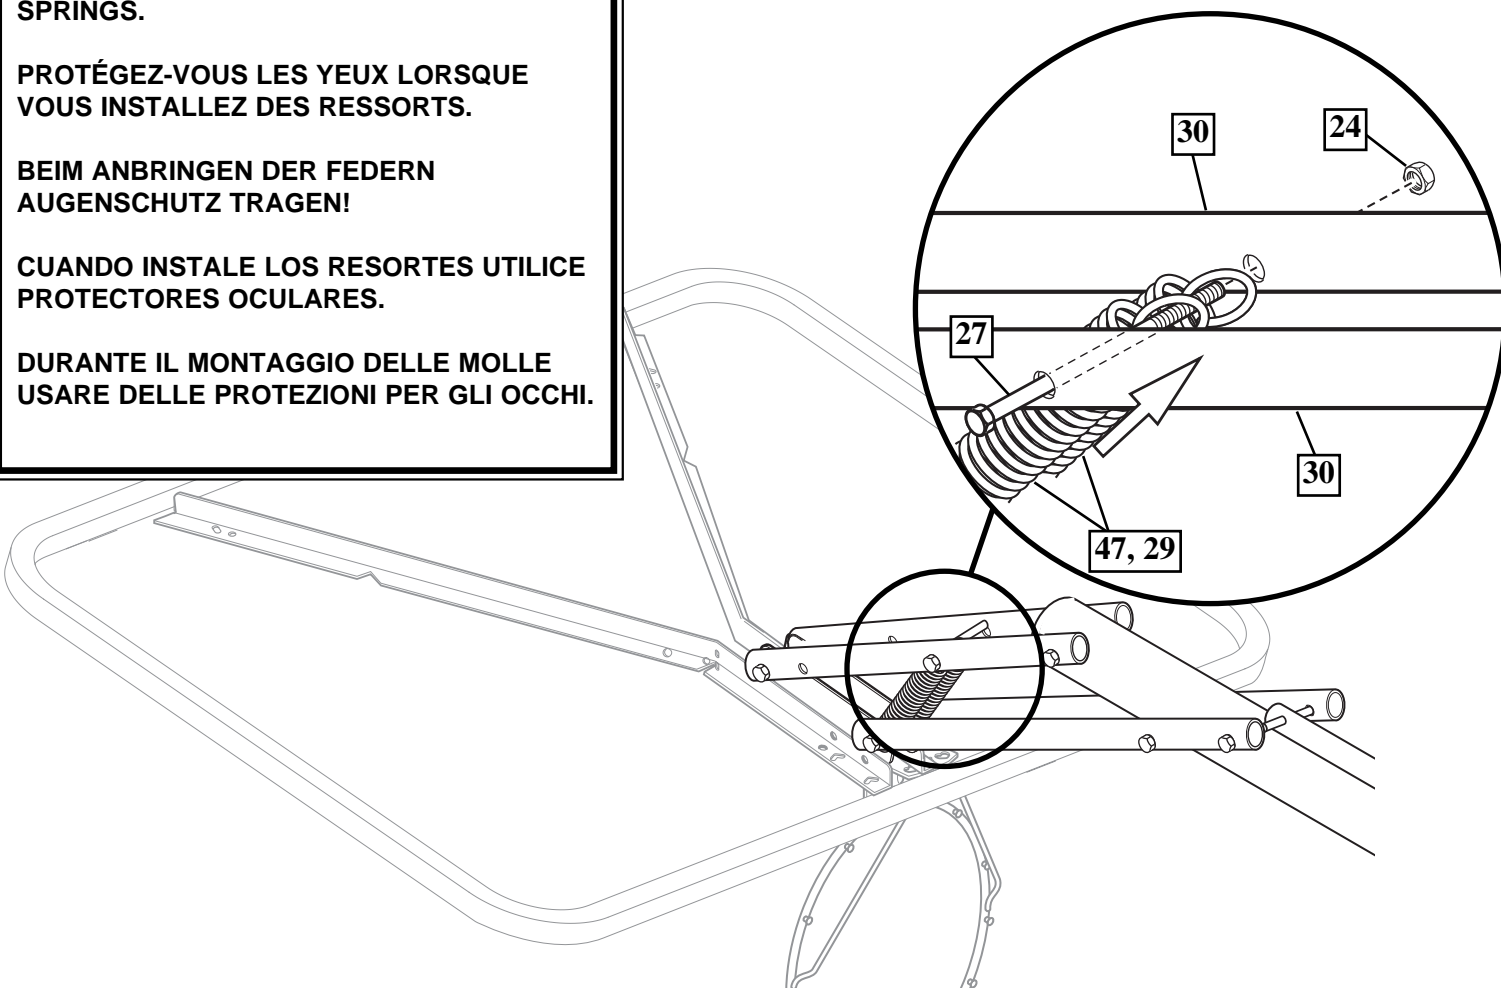 SPRINGS.
PROTÉGEZ-VOUS LES YEUX LORSQUE
VOUS INSTALLEZ DES RESSORTS.
BEIM ANBRINGEN DER FEDERN
AUGENSCHUTZ TRAGEN!
CUANDO INSTALE LOS RESORTES UTILICE
PROTECTORES OCULARES.
DURANTE IL MONTAGGIO DELLE MOLLE
USARE DELLE PROTEZIONI PER GLI OCCHI.
30
24
27
30
47, 29